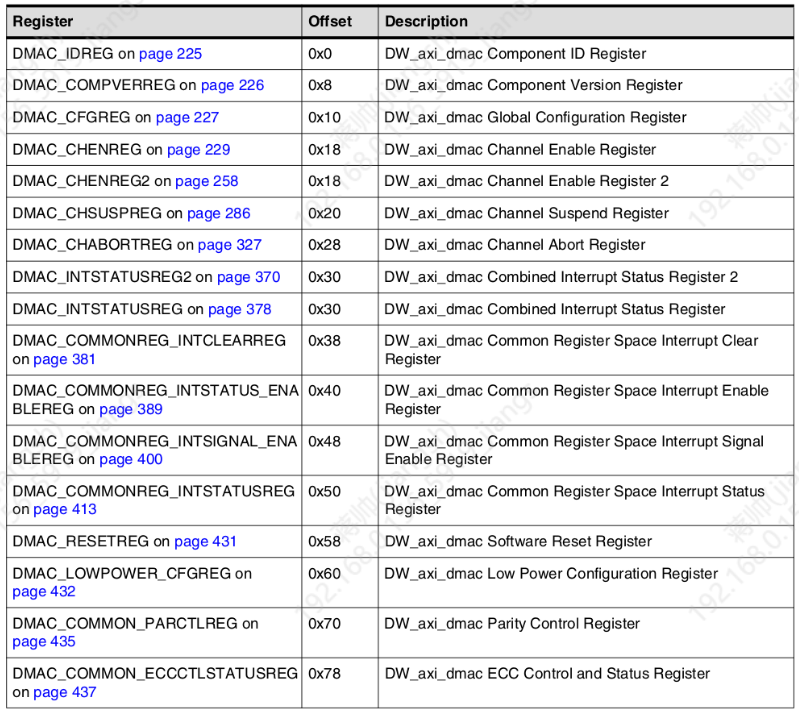 Register Offset Description
DMAC_IDREG on page 225 0x0 DW_axi_dmac Component ID Register
DMAC_COMPVERREG on page 226 0x8 DW_axi_dmac Component Version Register
DMAC_CFGREG on page 227 0x10 DW_axi_dmac Global Configuration Register
DMAC_CHENREG on page 229 0x18 DW_axi_dmac Channel Enable Register
DMAC_CHENREG2 on page 258 0x18 DW_axi_dmac Channel Enable Register 2
DMAC_CHSUSPREG on page 286 0x20 DW_axi_dmac Channel Suspend Register
DMAC_CHABORTREG on page 327 0x28 DW_axi_dmac Channel Abort Register
DMAC_INTSTATUSREG2 on page 370 0x30 DW_axi_dmac Combined Interrupt Status Register 2
DMAC_INTSTATUSREG on page 378 0x30 DW_axi_dmac Combined Interrupt Status Register
DMAC_COMMONREG_INTCLEARREG 0x38 DW_axi_dmac Common Register Space Interrupt Clear
on page 381 Register
DMAC_COMMONREG_INTSTATUS_ENA 0x40 DW_axi_dmac Common Register Space Interrupt Enable
BLEREG on page 389 Register
DMAC_COMMONREG_INTSIGNAL_ENA 0x48 DW_axi_dmac Common Register Space Interrupt Signal
BLEREG on page 400 Enable Register
DMAC_COMMONREG_INTSTATUSREG 0x50 DW_axi_dmac Common Register Space Interrupt Status
on page 413 Register
DMAC_RESETREG on page 431 0x58 DW_axi_dmac Software Reset Register
DMAC_LOWPOWER_CFGREG on 0x60 DW_axi_dmac Low Power Configuration Register
page 432
DMAC_COMMON_PARCTLREG on 0x70 DW_axi_dmac Parity Control Register
page 435
DMAC_COMMON_ECCCTLSTATUSREG 0x78 DW_axi_dmac ECC Control and Status Register
on page 437